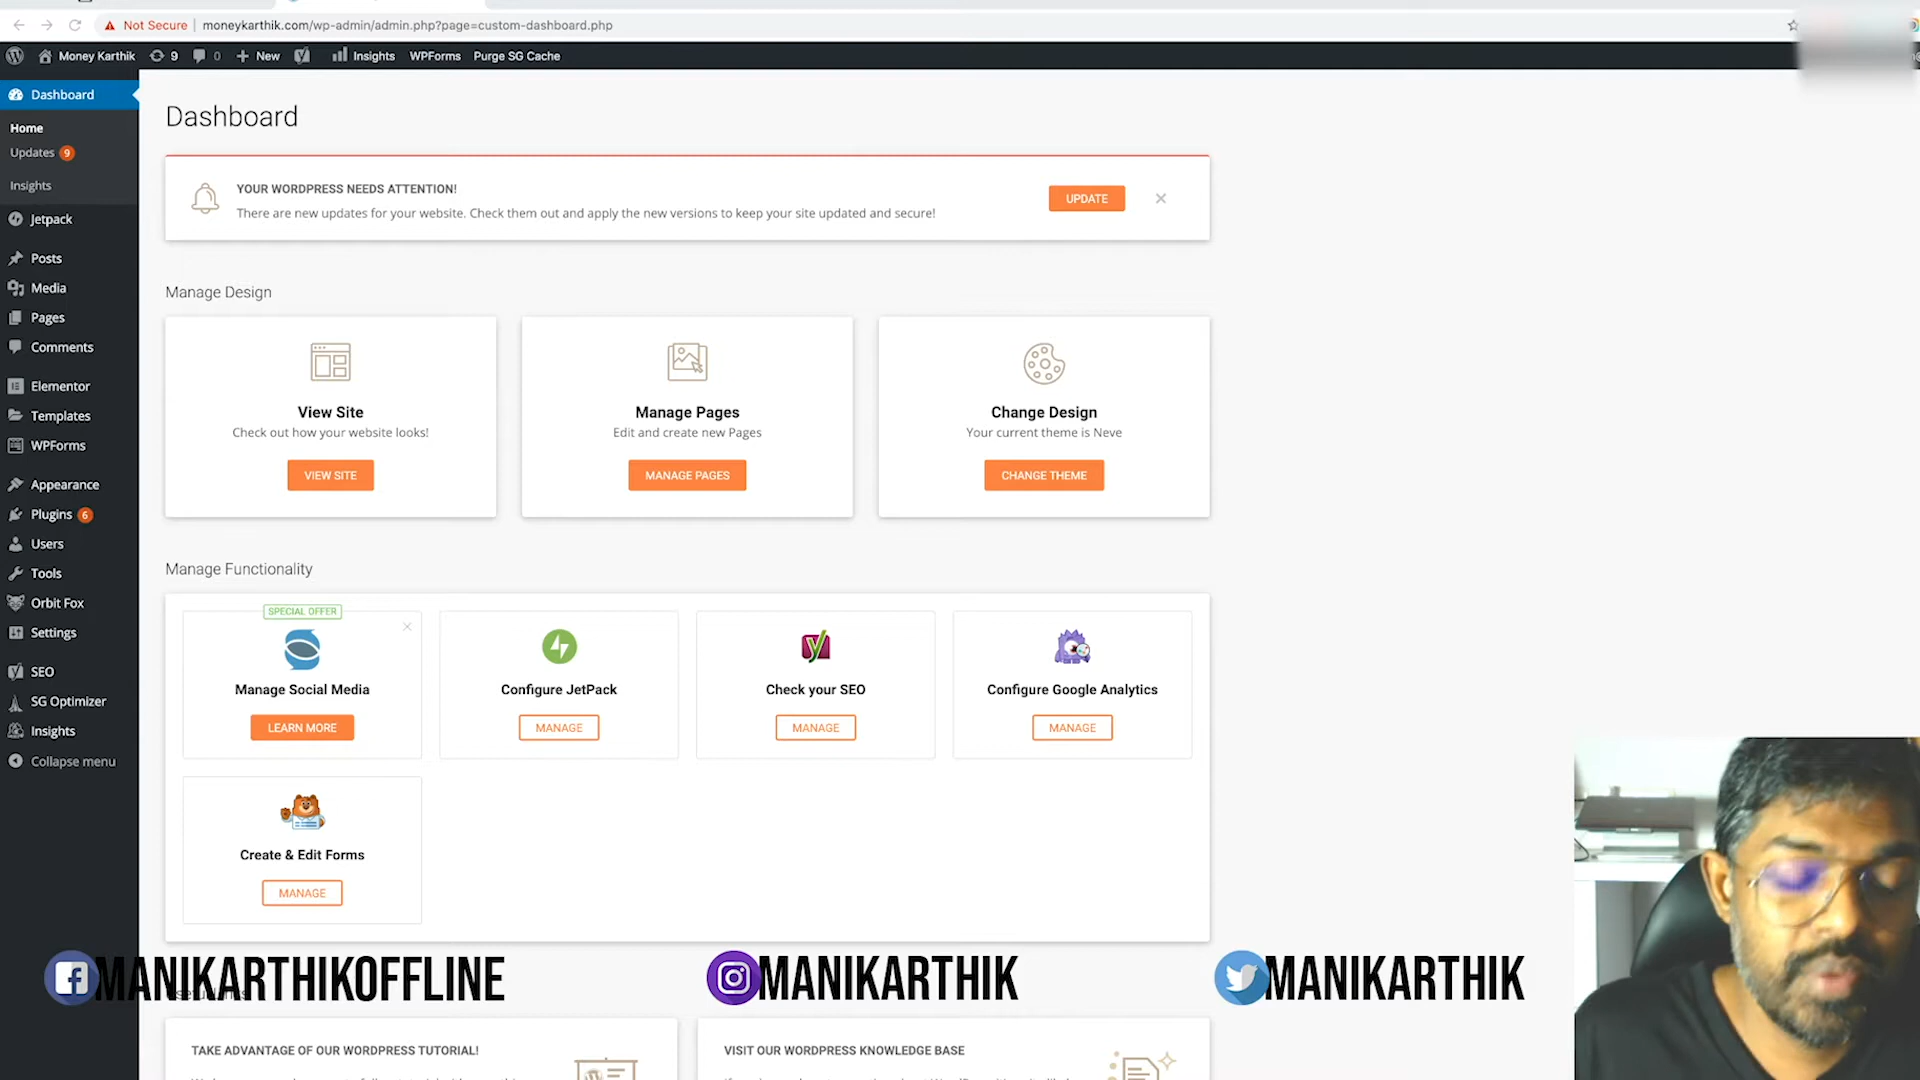 Not Secure
moneykarthik.com/wp-admin/admin.php?page=custom-dashboard.php
Money Karthik 9 0 New Insights WPForms Purge SG Cache
Dashboard
Home
Updates 9
Insights
Jetpack
Posts
Media
Pages
Comments
Elementor
Templates
WPForms
Appearance
Plugins 6
Users
Tools
Orbit Fox
Settings
SEO
SG Optimizer
Insights
Collapse menu
Dashboard
YOUR WORDPRESS NEEDS ATTENTION!
There are new updates for your website. Check them out and apply the new versions to keep your site updated and secure!
UPDATE
Manage Design
View Site
Check out how your website looks!
VIEW SITE
Manage Pages
Edit and create new Pages
MANAGE PAGES
Change Design
Your current theme is Neve
CHANGE THEME
Manage Functionality
SPECIAL OFFER
Manage Social Media
LEARN MORE
Configure JetPack
MANAGE
Check your SEO
MANAGE
Configure Google Analytics
MANAGE
Create & Edit Forms
MANAGE
MANIKARTHIKOFFLINE
MANIKARTHIK
MANIKARTHIK
TAKE ADVANTAGE OF OUR WORDPRESS TUTORIAL!
VISIT OUR WORDPRESS KNOWLEDGE BASE